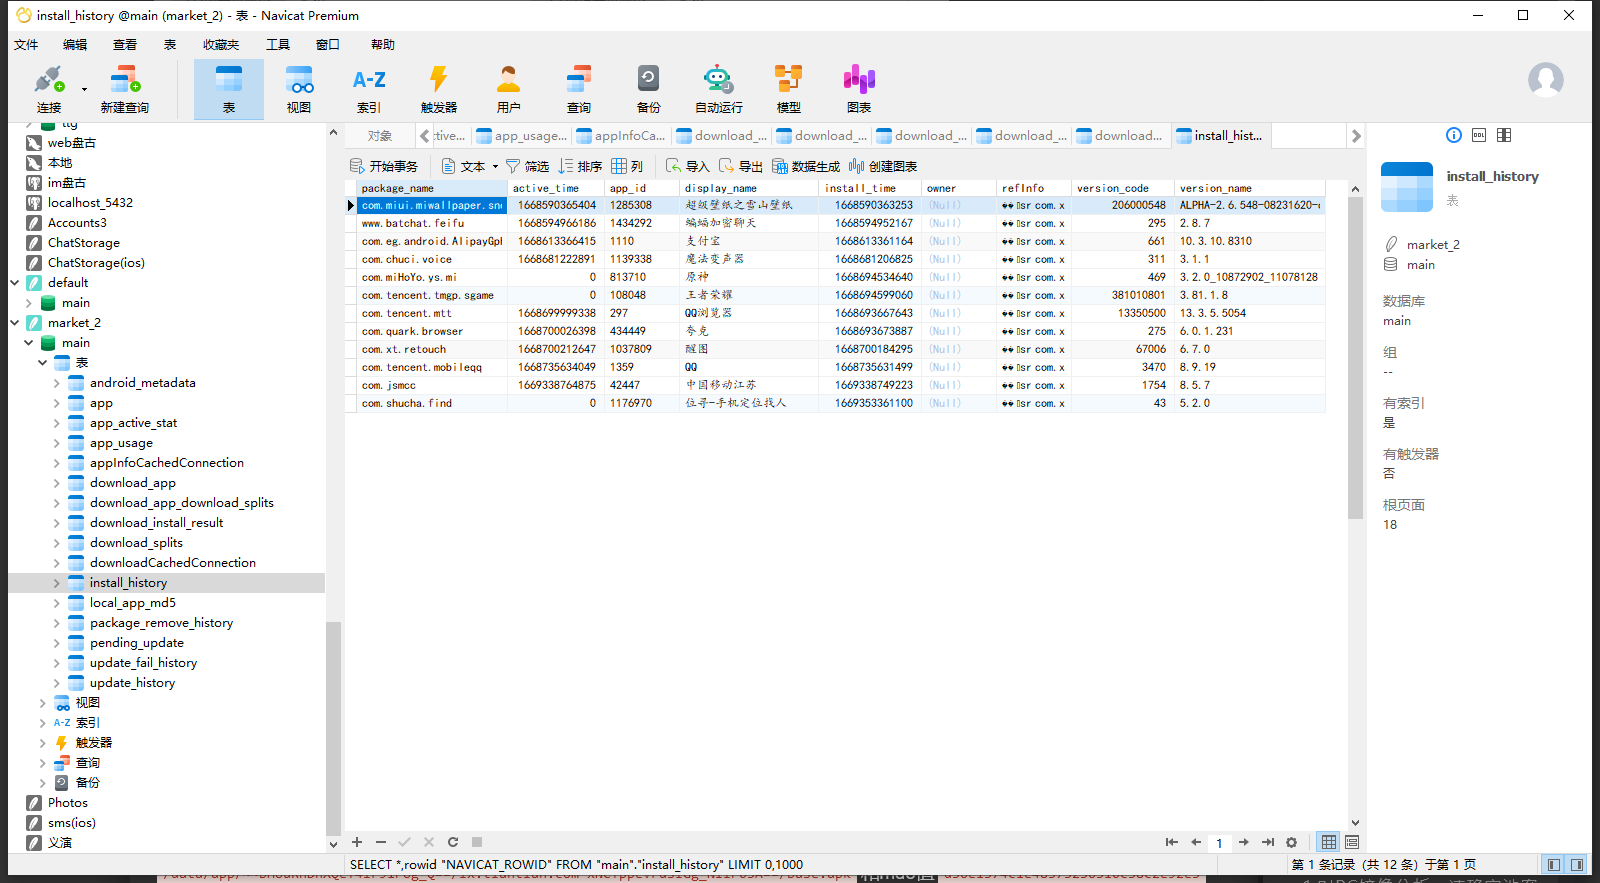 install_history @main (market_2) - 表 - Navicat Premium
文件 编辑 查看 表 收藏夹 工具 窗口 帮助
连接 新建查询 表 视图 A-Z 索引 触发器 用户 查询 备份 自动运行 模型 图表
ttg
web盘古
本地
im盘古
localhost_5432
Accounts3
ChatStorage
ChatStorage(ios)
default
main
market_2
main
表
android_metadata
app
app_active_stat
app_usage
appInfoCachedConnection
download_app
download_app_download_splits
download_install_result
download_splits
downloadCachedConnection
install_history
local_app_md5
package_remove_history
pending_update
update_fail_history
update_history
视图
A-Z 索引
触发器
查询
备份
Photos
sms(ios)
义演
对象 :tive... app_usage... appInfoCa... download_... download_... download_... download_... download... install_hist...
开始事务 文本 筛选 排序 列 导入 导出 数据生成 创建图表
package_name active_time app_id display_name install_time owner refInfo version_code version_name
com.miui.miwallpaper.sno 1668590365404 1285308 超级壁纸之雪山壁纸 1668590363253 (Null) sr com.x 206000548 ALPHA-2.6.548-08231620-
www.batchat.feifu 1668594966186 1434292 蝙蝠加密聊天 1668594952167 (Null) sr com.x 295 2.8.7
com.eg.android.AlipayGph 1668613366415 1110 支付宝 1668613361164 (Null) sr com.x 661 10.3.10.8310
com.chuci.voice 1668681222891 1139338 魔法变声器 1668681206825 (Null) sr com.x 311 3.1.1
com.miHoYo.ys.mi 0 813710 原神 1668694534640 (Null) sr com.x 469 3.2.0_10872902_11078128
com.tencent.tmgp.sgame 0 108048 王者荣耀 1668694599060 (Null) sr com.x 381010801 3.81.1.8
com.tencent.mtt 1668699999338 297 QQ浏览器 1668693667643 (Null) sr com.x 13350500 13.3.5.5054
com.quark.browser 1668700026398 434449 夸克 1668693673887 (Null) sr com.x 275 6.0.1.231
com.xt.retouch 1668700212647 1037809 醒图 1668700184295 (Null) sr com.x 67006 6.7.0
com.tencent.mobileqq 1668735634049 1359 QQ 1668735631499 (Null) sr com.x 3470 8.9.19
com.jsmcc 1669338764875 42447 中国移动江苏 1669338749223 (Null) sr com.x 1754 8.5.7
com.shucha.find 0 1176970 位寻-手机定位找人 1669353361100 (Null) sr com.x 43 5.2.0
1
SELECT *,rowid "NAVICAT_ROWID" FROM "main"."install_history" LIMIT 0,1000
第 1 条记录 (共 12 条) 于第 1 页
DDL
install_history
表
market_2
main
数据库
main
组
--
有索引
是
有触发器
否
根页面
18